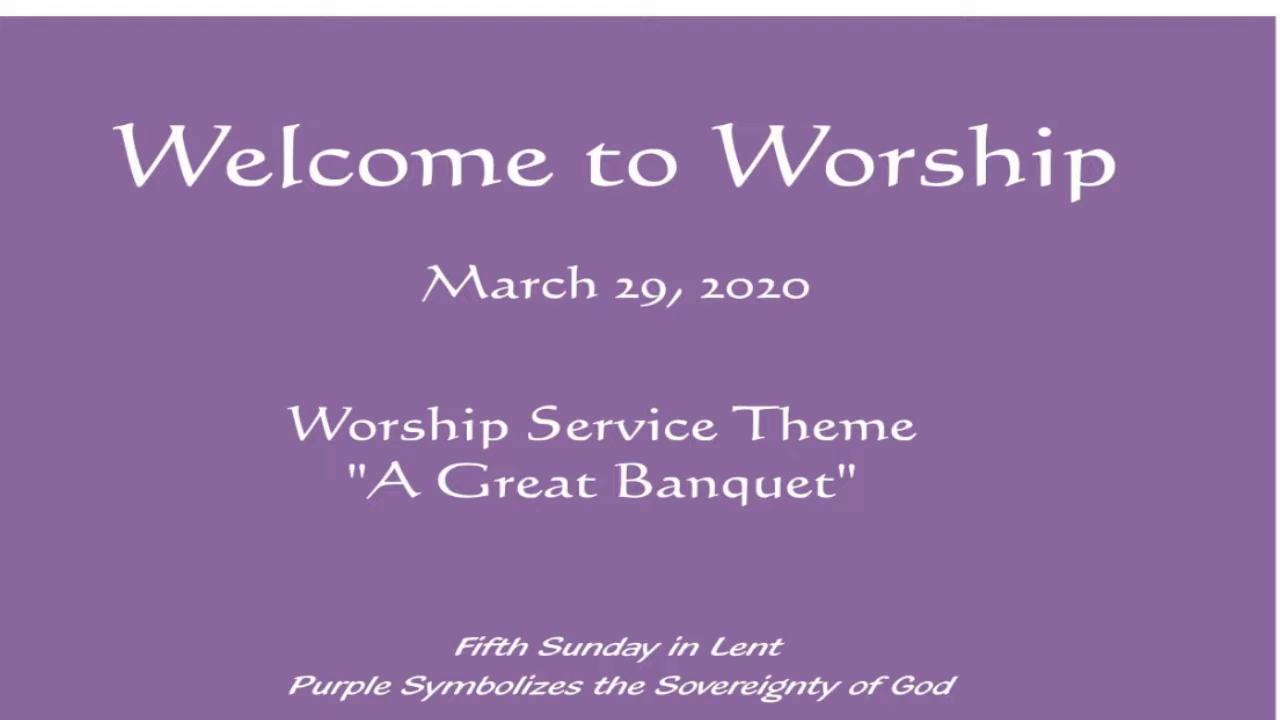 Welcome to Worship
March 29, 2020
Worship Service Theme
"A Great Banquet"
Fifth Sunday in Lent
Purple Symbolizes the Sovereignty of God